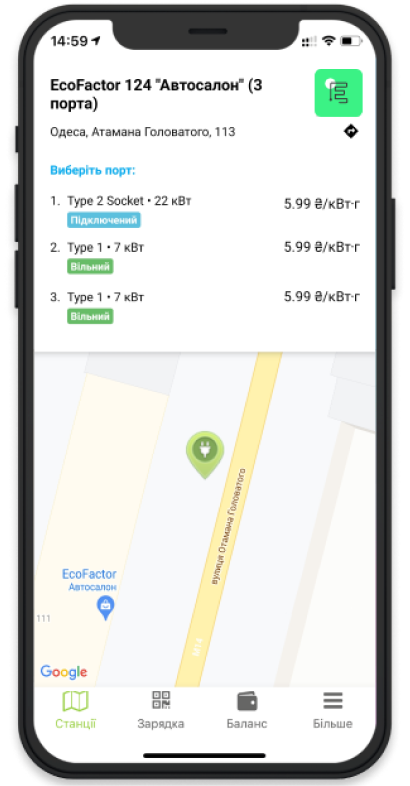 14:59
EcoFactor 124 "Автосалон" (3
порта)
Одеса, Атамана Головатого, 113
Виберіть порт:
1. Type 2 Socket • 22 кВт 5.99 ₴/кВт·г
Підключений
2. Type 1 • 7 кВт 5.99 ₴/кВт·г
Вільний
3. Type 1 • 7 кВт 5.99 ₴/кВт·г
Вільний
вулиця Отамана Головатого
EcoFactor
Автосалон
111
Google
Станції Зарядка Баланс Більше